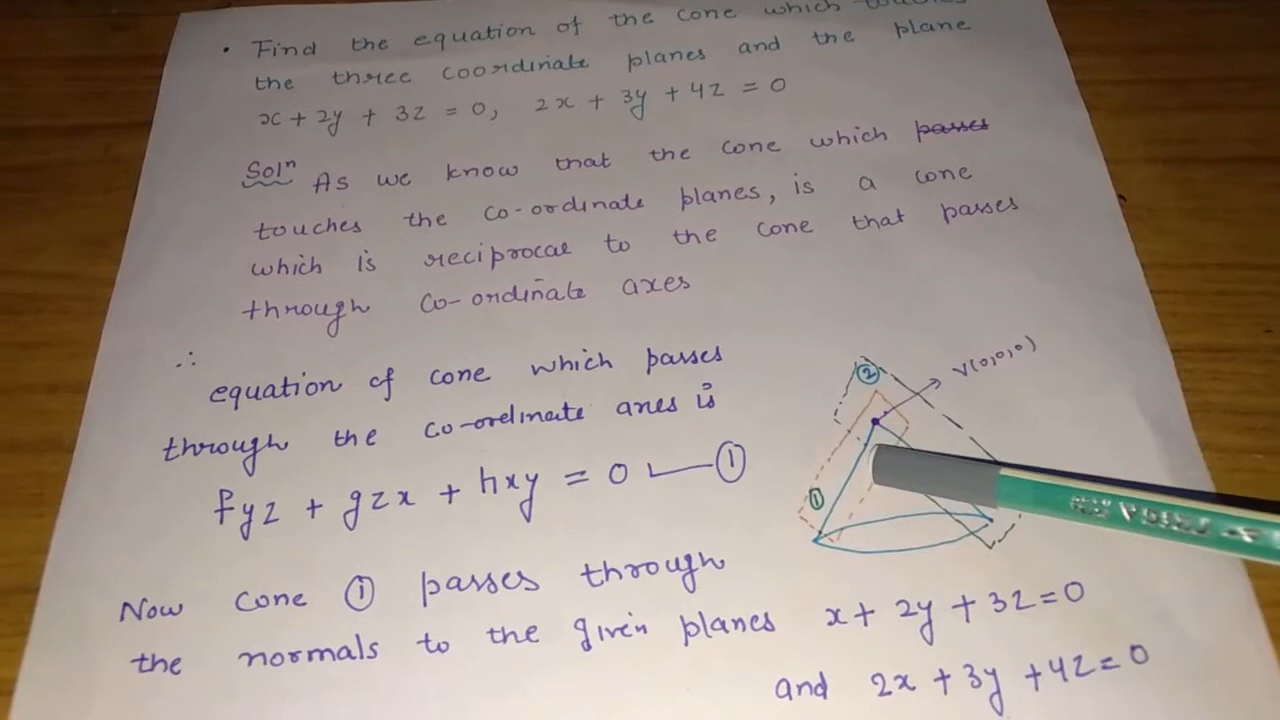 • Find the equation of the cone which touches
the three coordinate planes and the plane
x + 2y + 3z = 0, 2x + 3y + 4z = 0
Solⁿ As we know that the cone which passes
touches the co-ordinate planes, is a cone
which is reciprocal to the cone that passes
through co-ordinate axes
∴ equation of cone which passes
through the co-ordinate axes is
fyz + gzx + hxy = 0 — ①
②
V(0,0,0)
①
Now cone ① passes through
the normals to the given planes x + 2y + 3z = 0
and 2x + 3y + 4z = 0